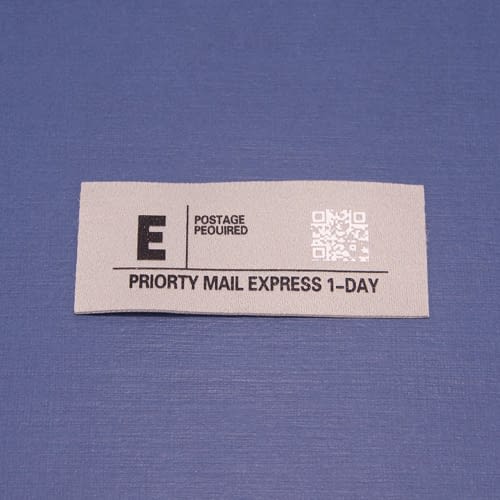 E
POSTAGE
PEOUIRED
PRIORTY MAIL EXPRESS 1-DAY